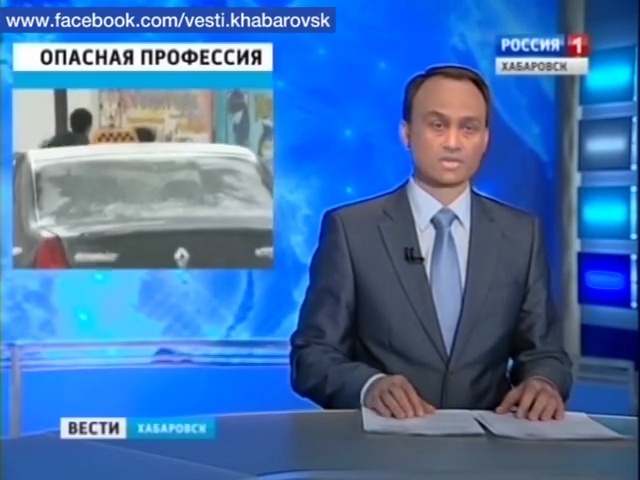 www.facebook.com/vesti.khabarovsk
ОПАСНАЯ ПРОФЕССИЯ
РОССИЯ 1
ХАБАРОВСК
ВЕСТИ ХАБАРОВСК